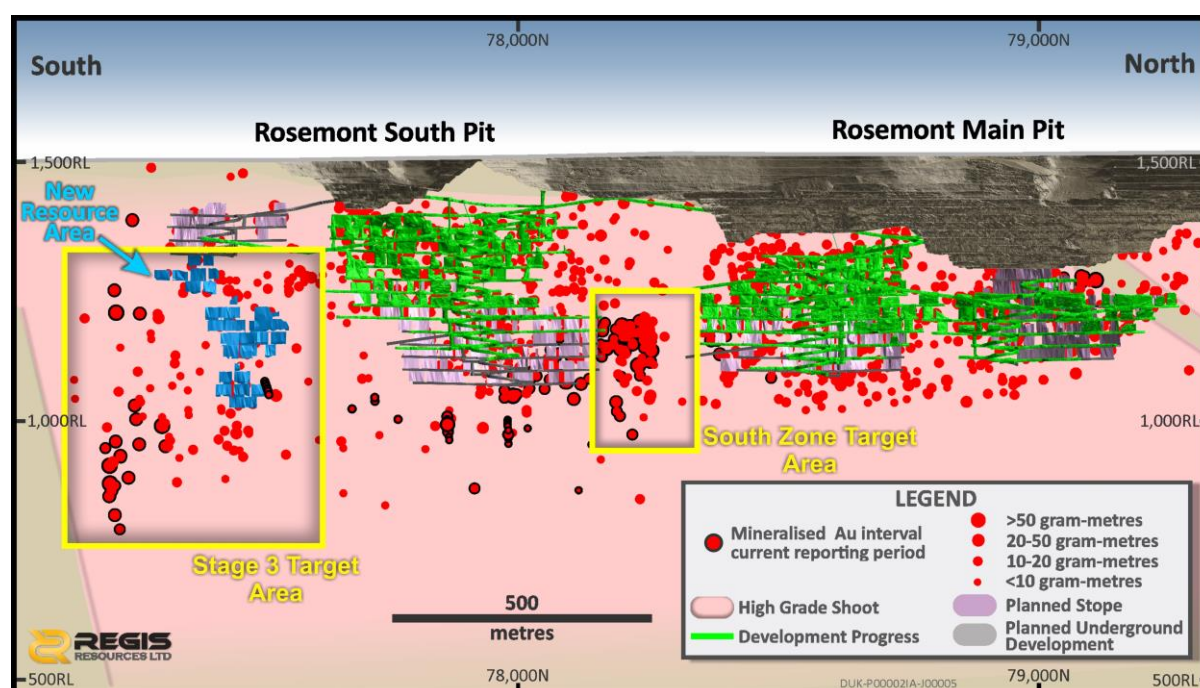 78,000N
79,000N
South
North
Rosemont South Pit
Rosemont Main Pit
1,500RL
1,500RL
New
Resource
Area
1,000RL
1,000RL
South Zone Target
Area
Stage 3 Target
Area
LEGEND
Mineralised Au interval
current reporting period
>50 gram-metres
20-50 gram-metres
10-20 gram-metres
<10 gram-metres
High Grade Shoot
Planned Stope
Development Progress
Planned Underground
Development
500
metres
REGIS
RESOURCES LTD
500RL
78,000N
DUK-P00002IA-J00005
79,000N
500RL